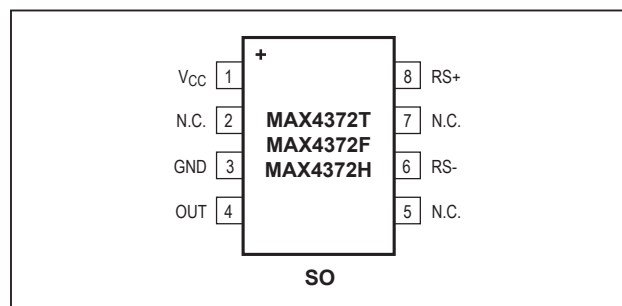 +
VCC 1
8 RS+
N.C. 2
MAX4372T
7 N.C.
MAX4372F
GND 3
MAX4372H
6 RS-
OUT 4
5 N.C.
SO